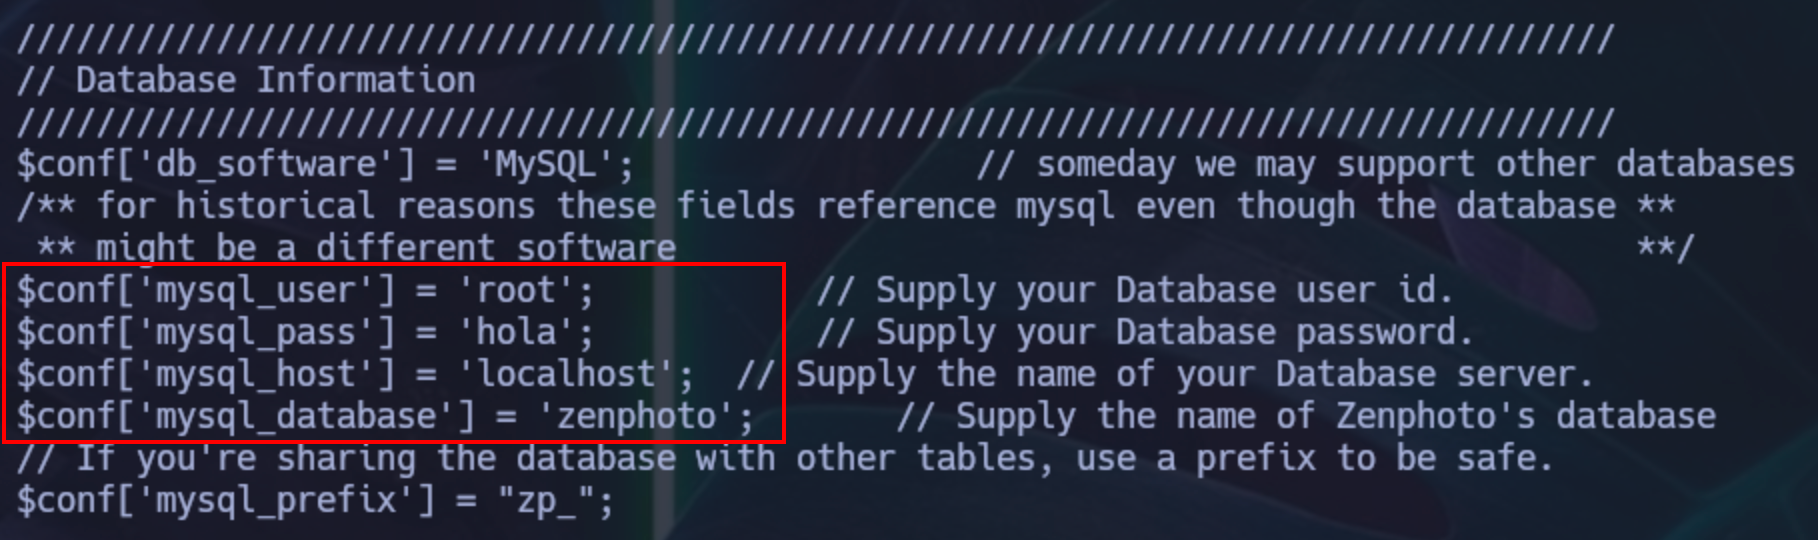 ////////////////////////////////////////////////////////////////////////////////
// Database Information
////////////////////////////////////////////////////////////////////////////////
$conf['db_software'] = 'MySQL';                 // someday we may support other databases
/** for historical reasons these fields reference mysql even though the database **
 ** might be a different software                                                **/
$conf['mysql_user'] = 'root';           // Supply your Database user id.
$conf['mysql_pass'] = 'hola';           // Supply your Database password.
$conf['mysql_host'] = 'localhost';  // Supply the name of your Database server.
$conf['mysql_database'] = 'zenphoto';       // Supply the name of Zenphoto's database
// If you're sharing the database with other tables, use a prefix to be safe.
$conf['mysql_prefix'] = "zp_";